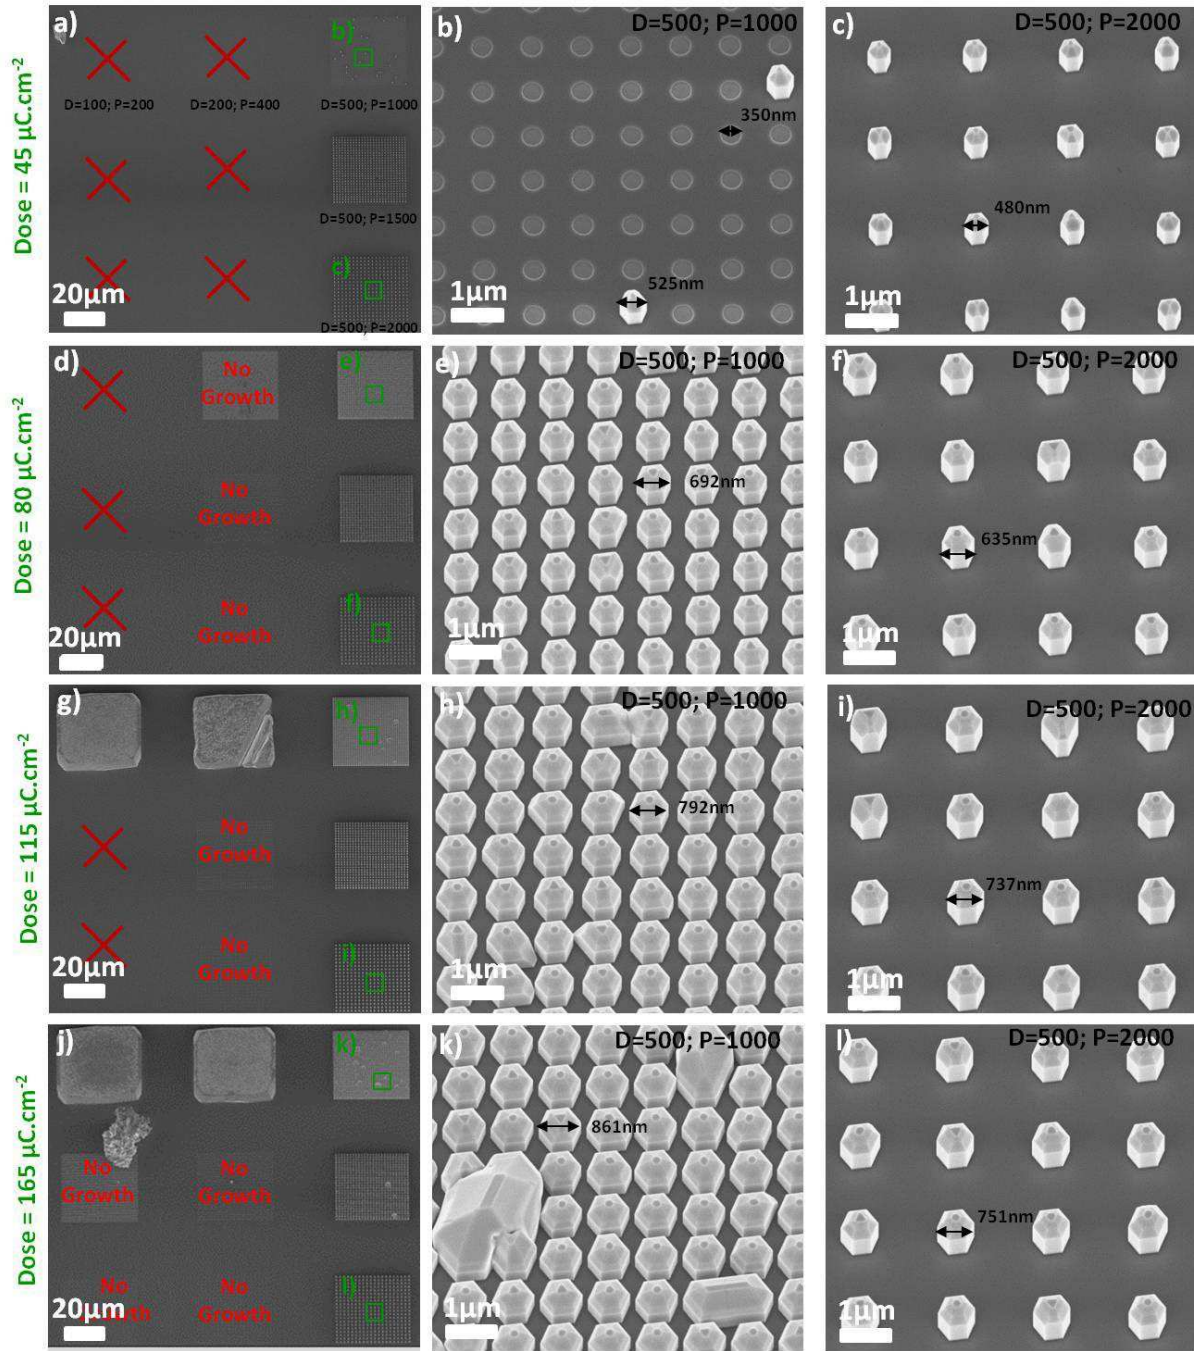 Dose = 45 µC.cm-2
a)
b)
D=100; P=200
D=200; P=400
D=500; P=1000
D=500; P=1500
c)
D=500; P=2000
20µm
b)
D=500; P=1000
350nm
525nm
1µm
c)
D=500; P=2000
480nm
1µm
Dose = 80 µC.cm-2
d)
No
Growth
e)
No
Growth
No
Growth
f)
20µm
e)
D=500; P=1000
692nm
1µm
f)
D=500; P=2000
635nm
1µm
Dose = 115 µC.cm-2
g)
h)
No
Growth
No
Growth
i)
20µm
h)
D=500; P=1000
792nm
1µm
i)
D=500; P=2000
737nm
1µm
Dose = 165 µC.cm-2
j)
k)
No
Growth
No
Growth
No
Growth
No
Growth
l)
20µm
k)
D=500; P=1000
861nm
1µm
l)
D=500; P=2000
751nm
1µm